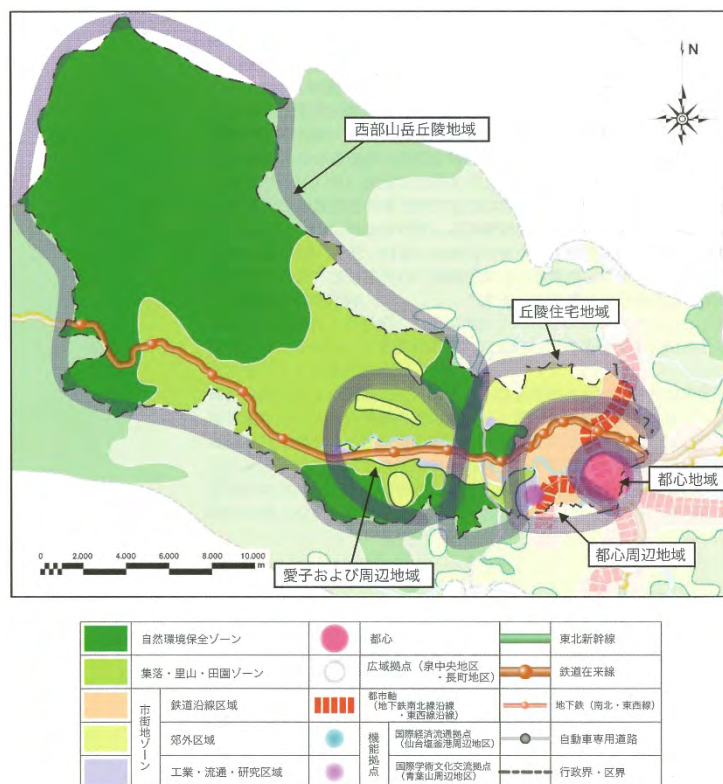 N
西部山岳丘陵地域
丘陵住宅地域
都心地域
都心周辺地域
愛子および周辺地域
0 2,000 4,000 6,000 8,000 10,000
m
自然環境保全ゾーン
都心
東北新幹線
集落・里山・田園ゾーン
広域拠点（泉中央地区
・長町地区）
鉄道在来線
市街地ゾーン
鉄道沿線区域
都市軸
（地下鉄南北線沿線
・東西線沿線）
地下鉄（南北・東西線）
郊外区域
機能拠点
国際経済流通拠点
（仙台塩釜港周辺地区）
自動車専用道路
工業・流通・研究区域
国際学術文化交流拠点
（青葉山周辺地区）
行政界・区界